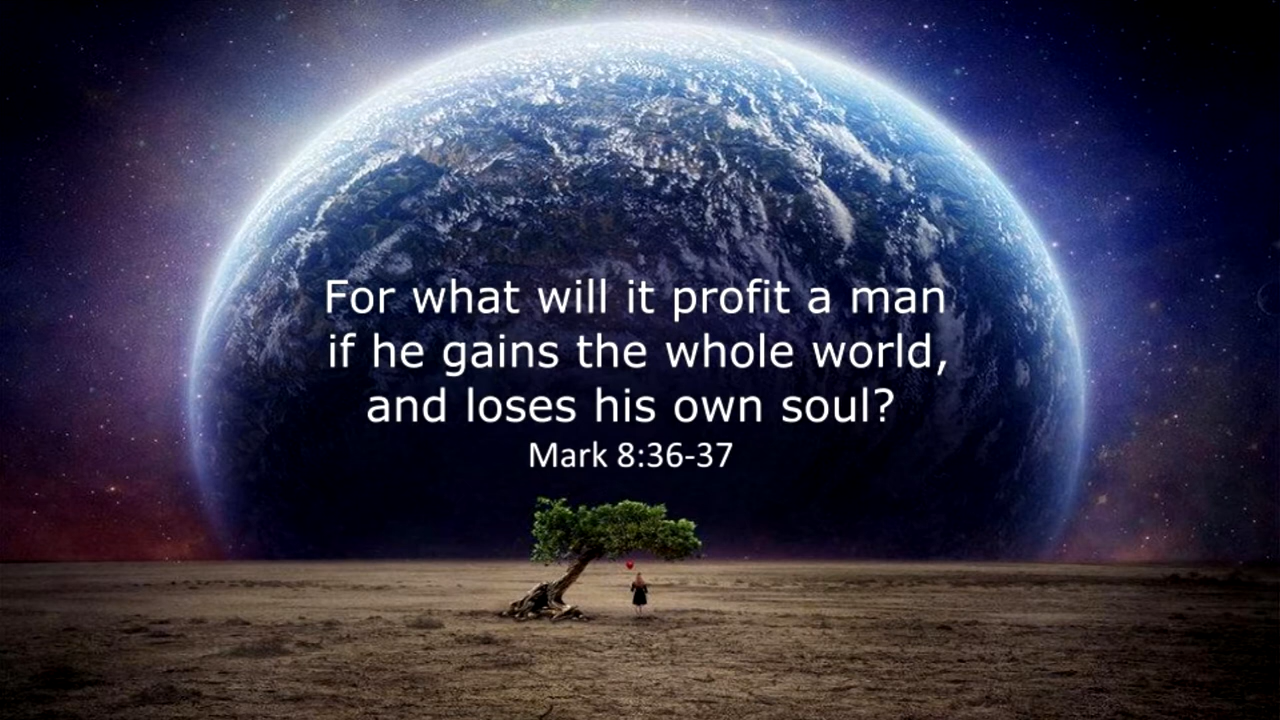 For what will it profit a man
if he gains the whole world,
and loses his own soul?
Mark 8:36-37